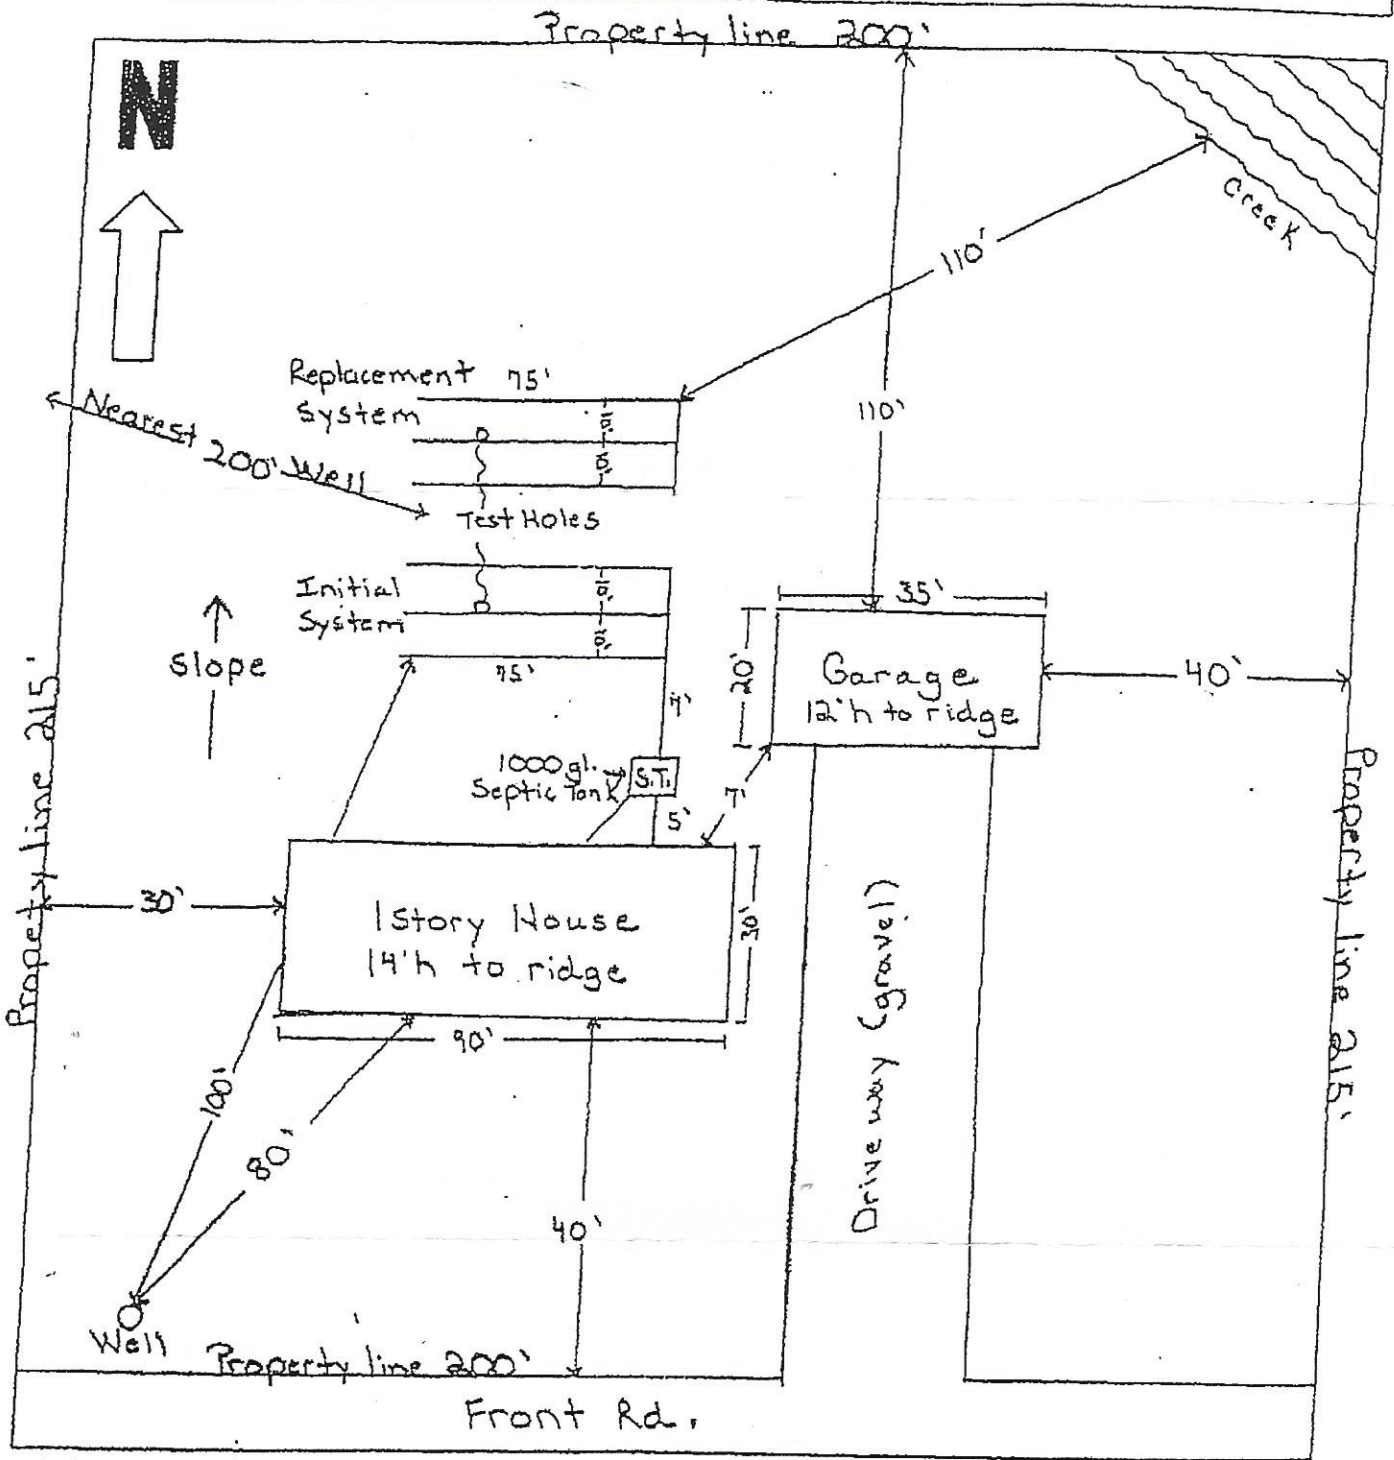 Property line 200'
N
Creek
110'
110'
Replacement 75'
System
10'
10'
Nearest
200' Well
Test Holes
Initial
System
10'
10'
75'
slope
35'
20'
Garage
12'h to ridge
40'
7'
1000 gl.
Septic Tank
S.T.
5'
7'
Property line 215'
Property line 215'
30'
1 Story House
14'h to ridge
30'
90'
100'
80'
40'
Drive way (gravel)
Well
Property line 200'
Front Rd.